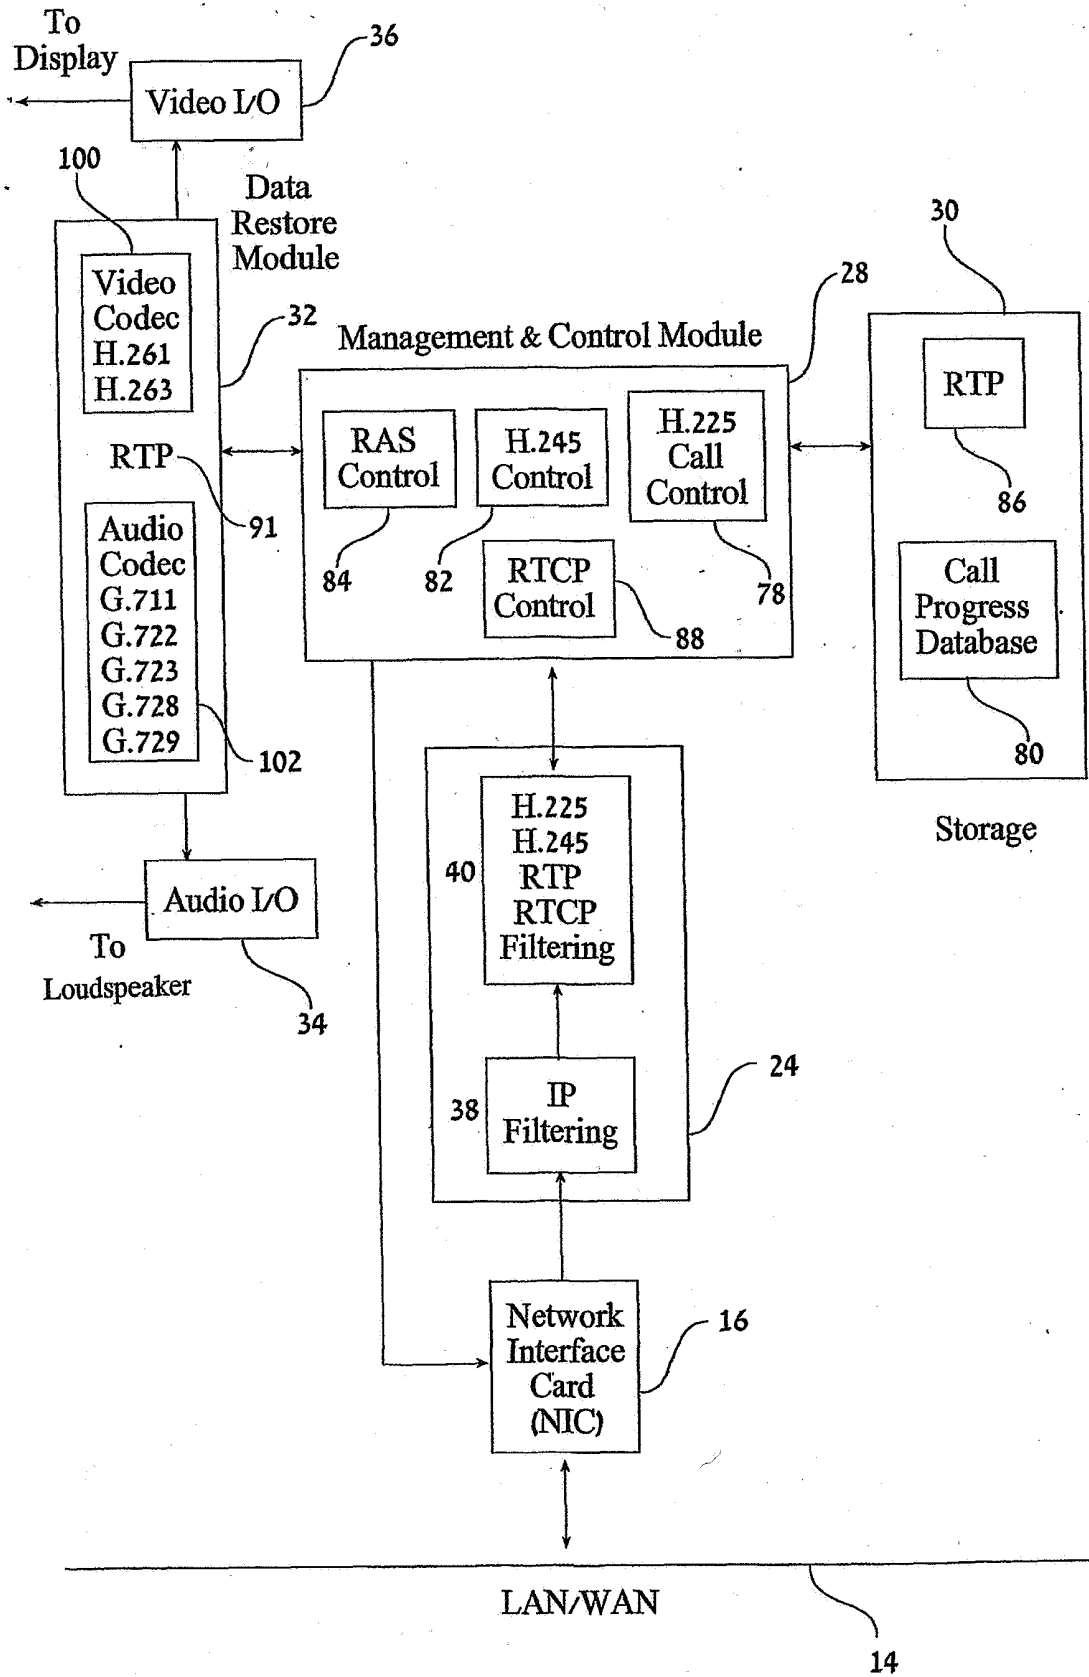 To
Display
Video I/O
36
100
Data
Restore
Module
Video
Codec
H.261
H.263
32
RTP
91
Audio
Codec
G.711
G.722
G.723
G.728
G.729
102
Audio I/O
To
Loudspeaker
34
Management & Control Module
28
RAS
Control
84
H.245
Control
82
H.225
Call
Control
78
RTCP
Control
88
30
RTP
86
Call
Progress
Database
80
Storage
40
H.225
H.245
RTP
RTCP
Filtering
38
IP
Filtering
24
Network
Interface
Card
(NIC)
16
LAN/WAN
14